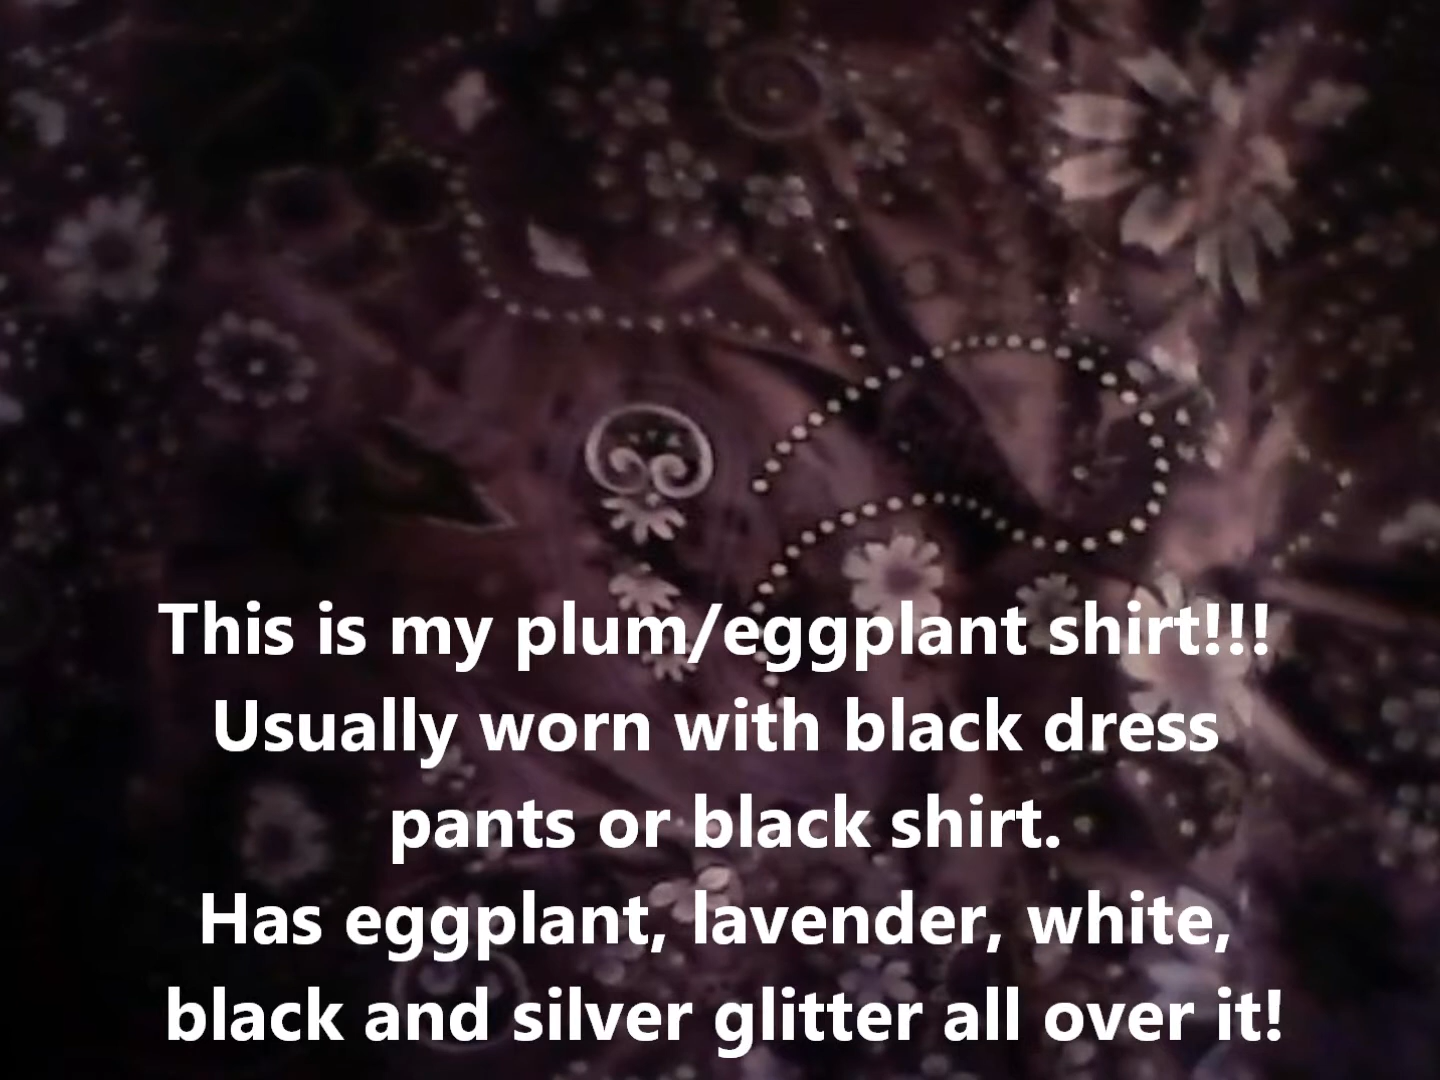 This is my plum/eggplant shirt!!!
Usually worn with black dress
pants or black shirt.
Has eggplant, lavender, white,
black and silver glitter all over it!